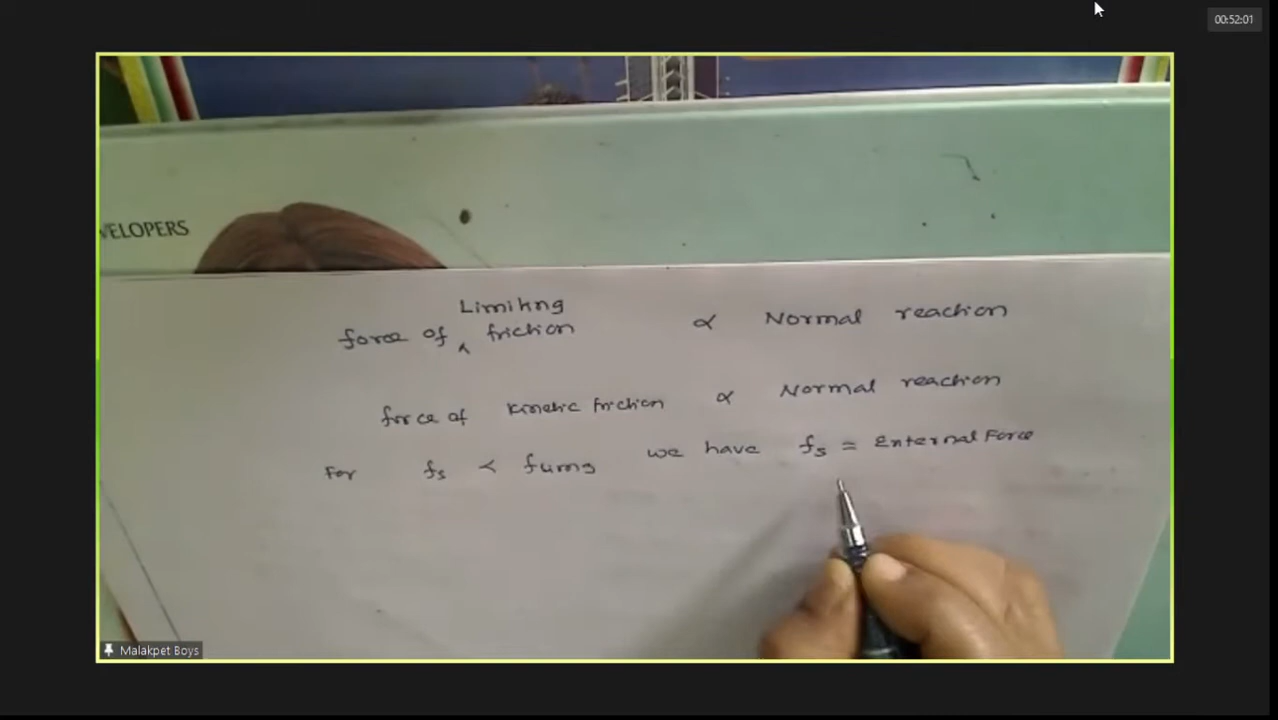 00:52:01
VELOPERS
Limiting
force of ‸ friction ∝ Normal reaction
force of kinetic friction ∝ Normal reaction
For fs < fums we have fs = External Force
Malakpet Boys